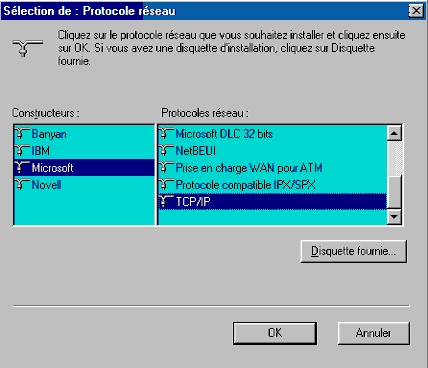 Sélection de : Protocole réseau
Cliquez sur le protocole réseau que vous souhaitez installer et cliquez ensuite
sur OK. Si vous avez une disquette d'installation, cliquez sur Disquette
fournie.
Constructeurs :
Protocoles réseau :
Banyan
IBM
Microsoft
Novell
Microsoft DLC 32 bits
NetBEUI
Prise en charge WAN pour ATM
Protocole compatible IPX/SPX
TCP/IP
Disquette fournie...
OK
Annuler